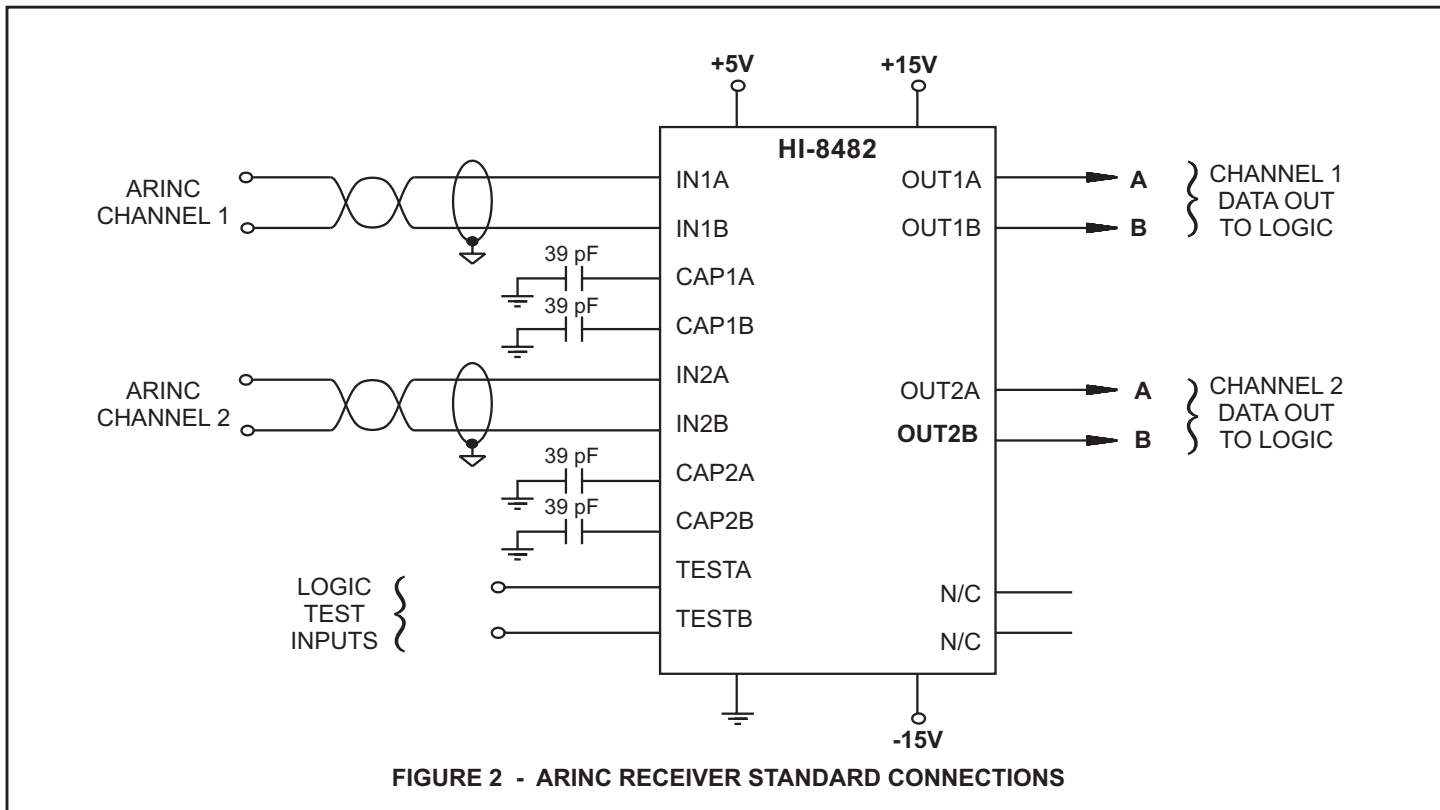 +5V
+15V
HI-8482
ARINC
CHANNEL 1
IN1A
IN1B
39 pF
CAP1A
39 pF
CAP1B
ARINC
CHANNEL 2
IN2A
IN2B
39 pF
CAP2A
39 pF
CAP2B
LOGIC
TEST
INPUTS
TESTA
TESTB
OUT1A
A
OUT1B
B
CHANNEL 1
DATA OUT
TO LOGIC
OUT2A
A
OUT2B
B
CHANNEL 2
DATA OUT
TO LOGIC
N/C
N/C
-15V
FIGURE 2 - ARINC RECEIVER STANDARD CONNECTIONS